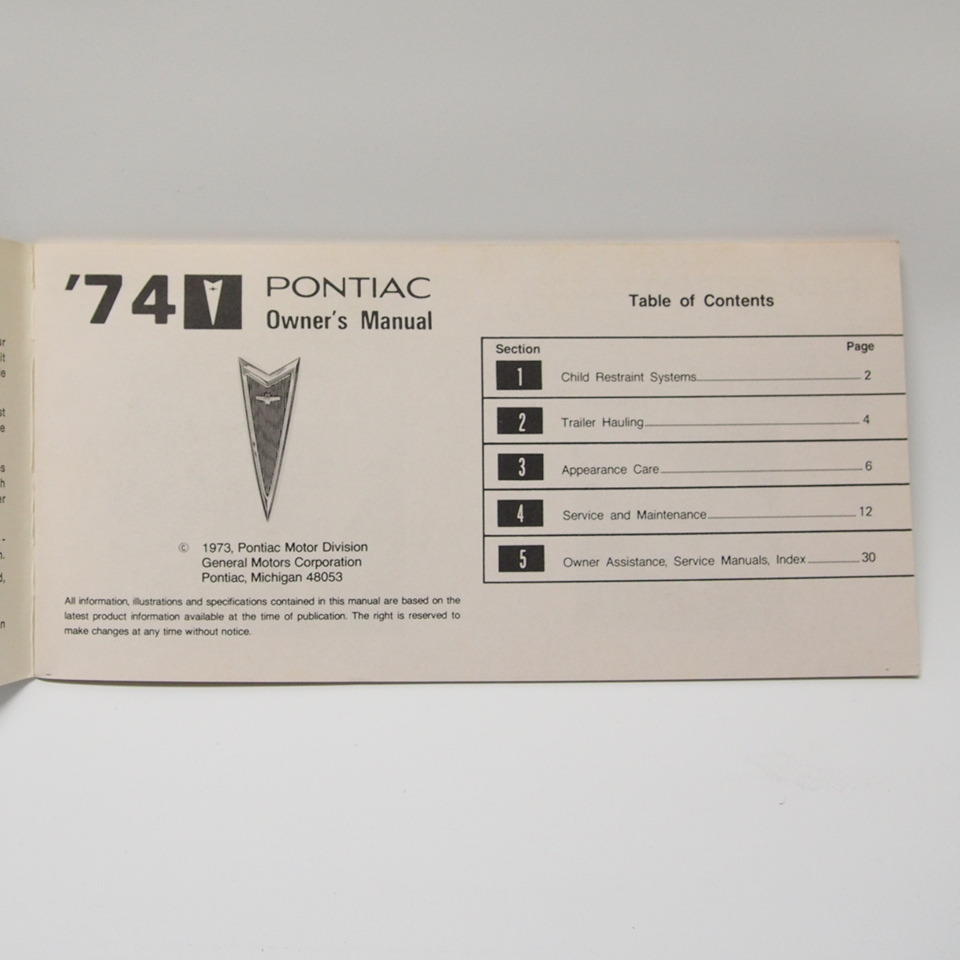 '74 PONTIAC
Owner's Manual
© 1973, Pontiac Motor Division
General Motors Corporation
Pontiac, Michigan 48053
All information, illustrations and specifications contained in this manual are based on the
latest product information available at the time of publication. The right is reserved to
make changes at any time without notice.
Table of Contents
Section Page
1 Child Restraint Systems 2
2 Trailer Hauling 4
3 Appearance Care 6
4 Service and Maintenance 12
5 Owner Assistance, Service Manuals, Index 30